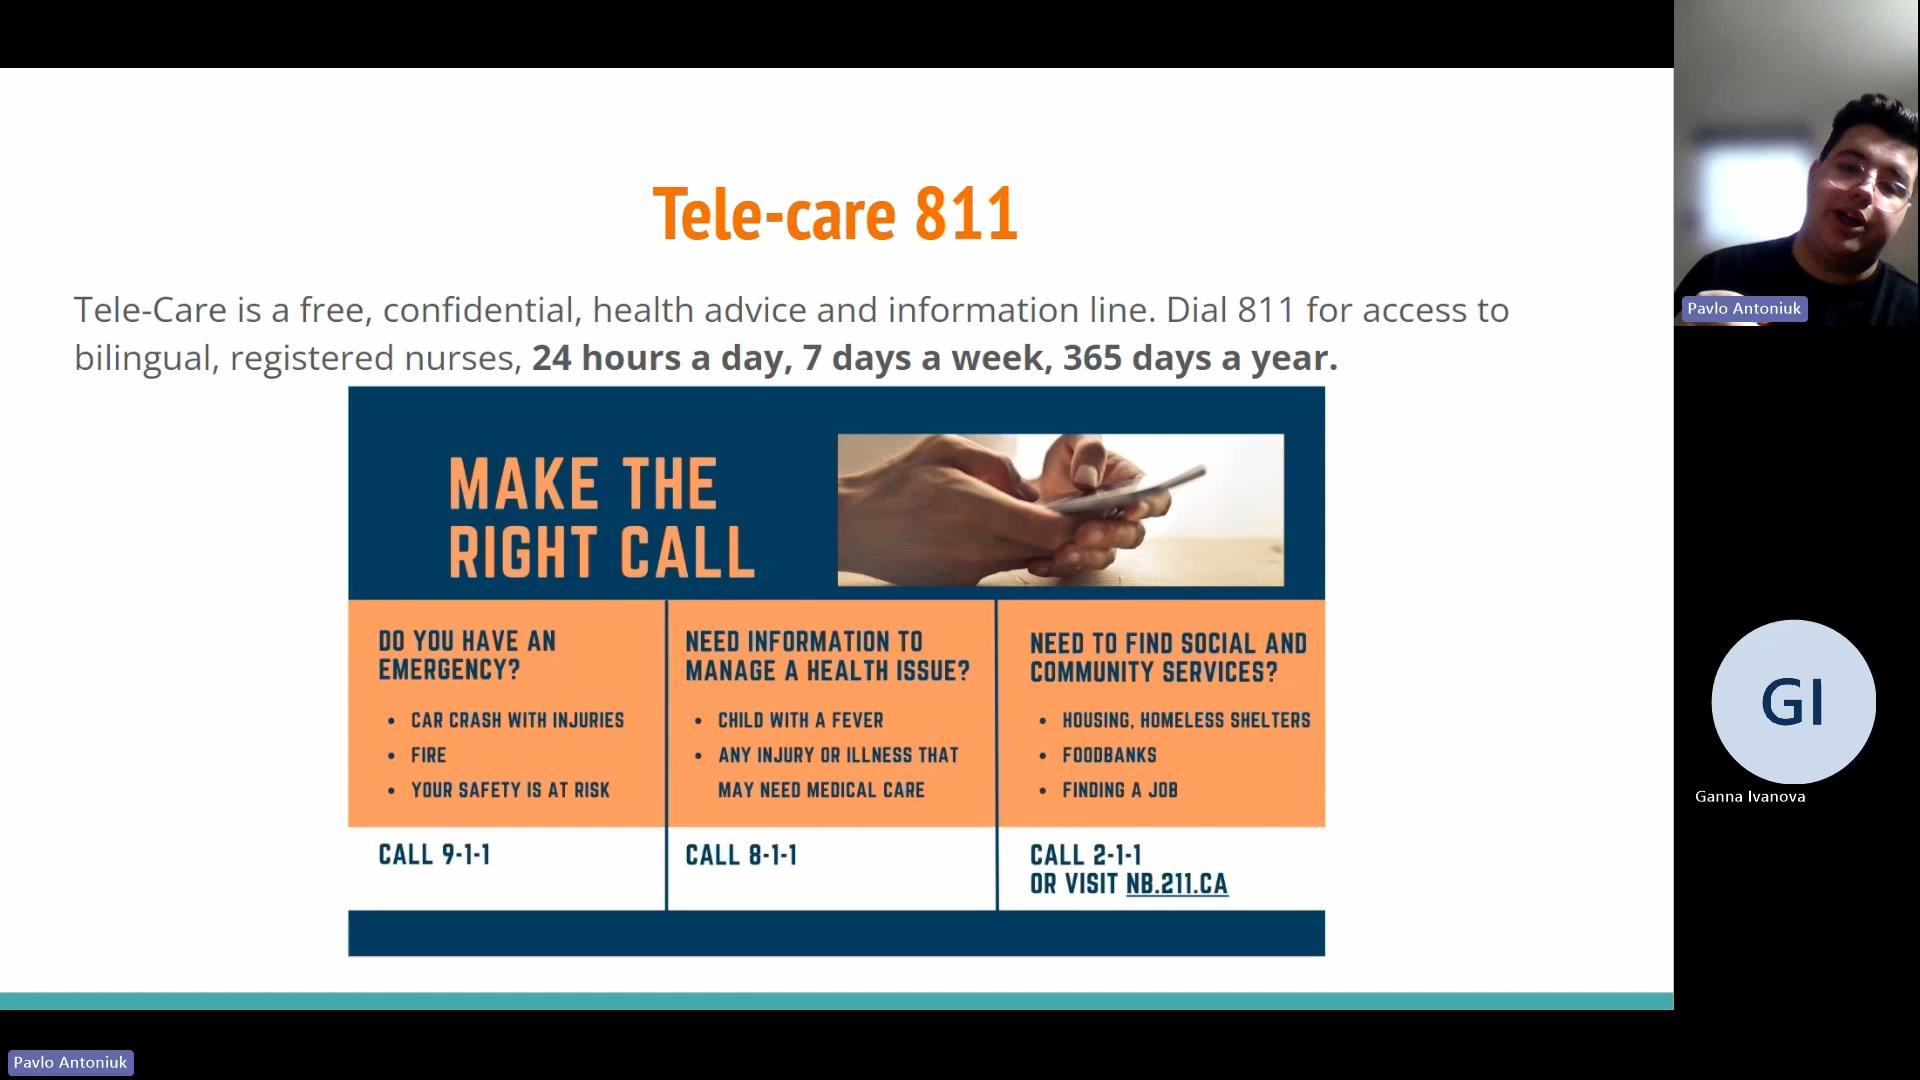 Tele-care 811
Tele-Care is a free, confidential, health advice and information line. Dial 811 for access to
bilingual, registered nurses, 24 hours a day, 7 days a week, 365 days a year.
MAKE THE
RIGHT CALL
DO YOU HAVE AN
EMERGENCY?
• CAR CRASH WITH INJURIES
• FIRE
• YOUR SAFETY IS AT RISK
CALL 9-1-1
NEED INFORMATION TO
MANAGE A HEALTH ISSUE?
• CHILD WITH A FEVER
• ANY INJURY OR ILLNESS THAT
MAY NEED MEDICAL CARE
CALL 8-1-1
NEED TO FIND SOCIAL AND
COMMUNITY SERVICES?
• HOUSING, HOMELESS SHELTERS
• FOODBANKS
• FINDING A JOB
CALL 2-1-1
OR VISIT NB.211.CA
Pavlo Antoniuk
GI
Ganna Ivanova
Pavlo Antoniuk